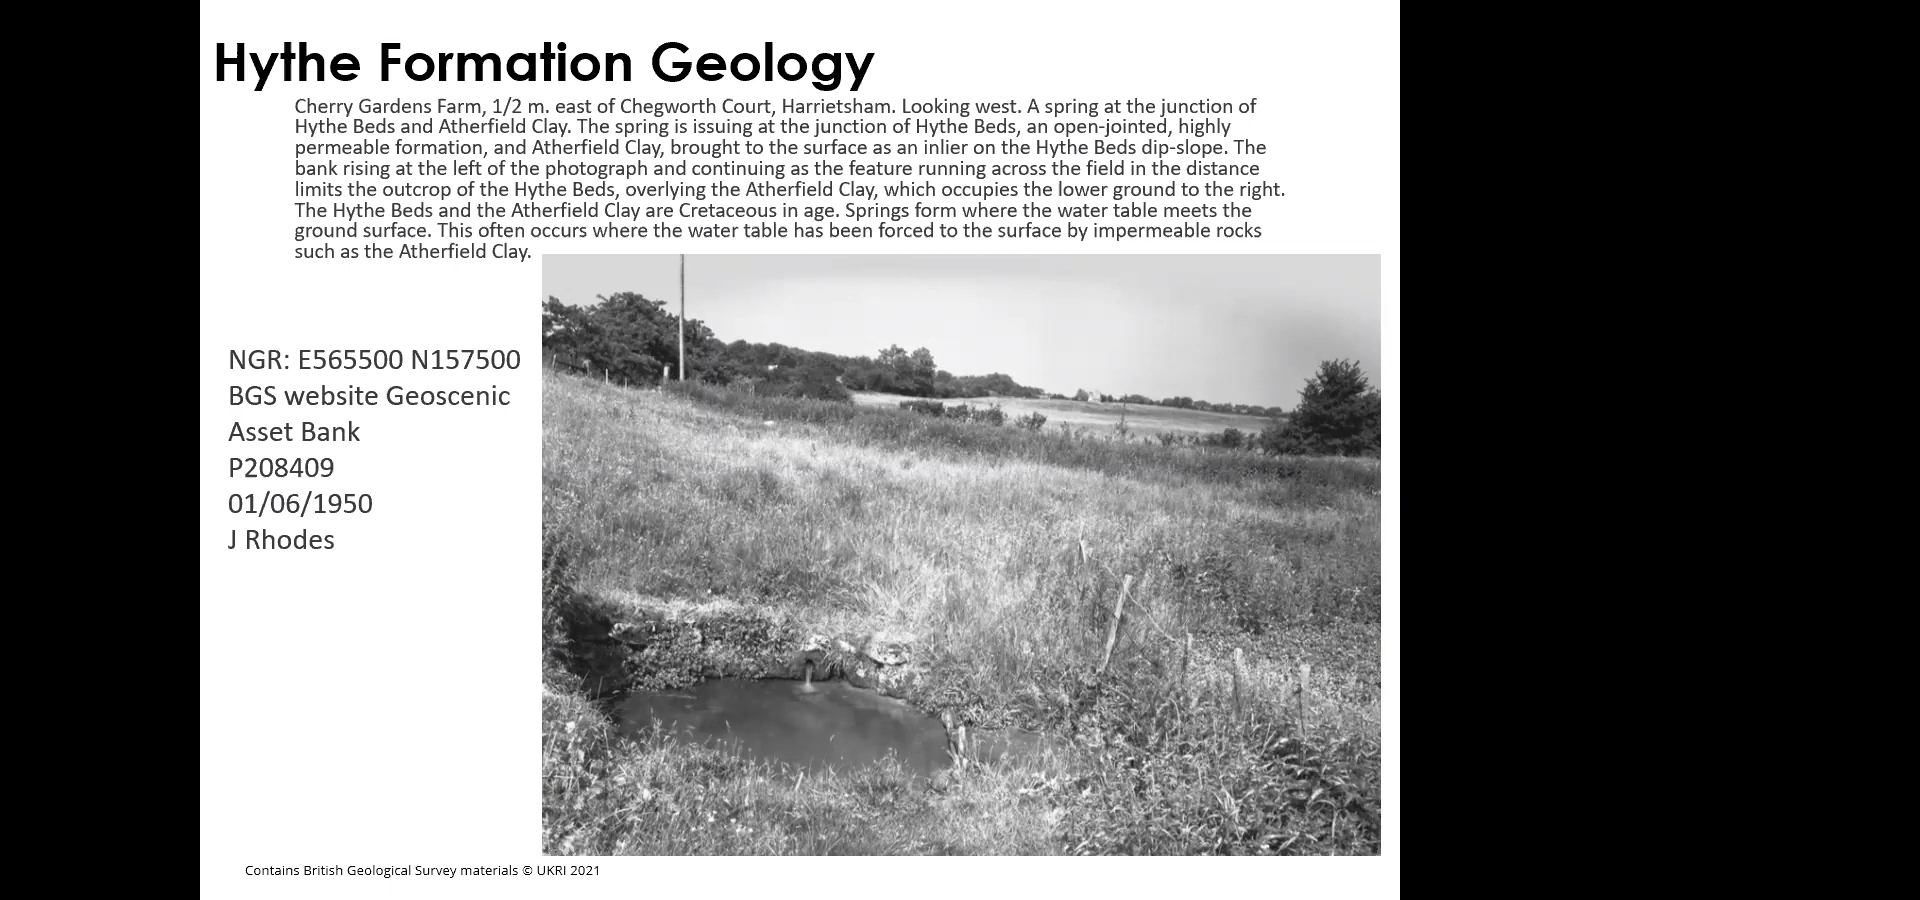 Hythe Formation Geology
Cherry Gardens Farm, 1/2 m. east of Chegworth Court, Harrietsham. Looking west. A spring at the junction of
Hythe Beds and Atherfield Clay. The spring is issuing at the junction of Hythe Beds, an open-jointed, highly
permeable formation, and Atherfield Clay, brought to the surface as an inlier on the Hythe Beds dip-slope. The
bank rising at the left of the photograph and continuing as the feature running across the field in the distance
limits the outcrop of the Hythe Beds, overlying the Atherfield Clay, which occupies the lower ground to the right.
The Hythe Beds and the Atherfield Clay are Cretaceous in age. Springs form where the water table meets the
ground surface. This often occurs where the water table has been forced to the surface by impermeable rocks
such as the Atherfield Clay.
NGR: E565500 N157500
BGS website Geoscenic
Asset Bank
P208409
01/06/1950
J Rhodes
Contains British Geological Survey materials © UKRI 2021